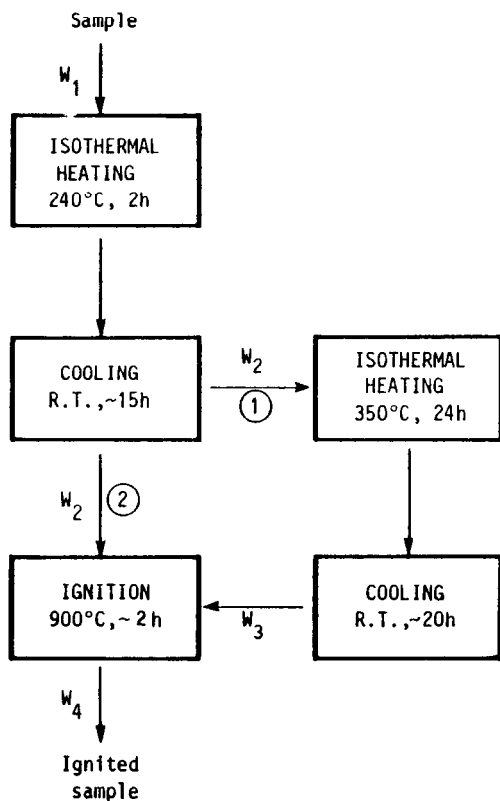 Sample
W1
ISOTHERMAL
HEATING
240°C, 2h
COOLING
R.T.,~15h
W2
1
ISOTHERMAL
HEATING
350°C, 24h
W2
2
IGNITION
900°C,~2h
W3
COOLING
R.T.,~20h
W4
Ignited
sample